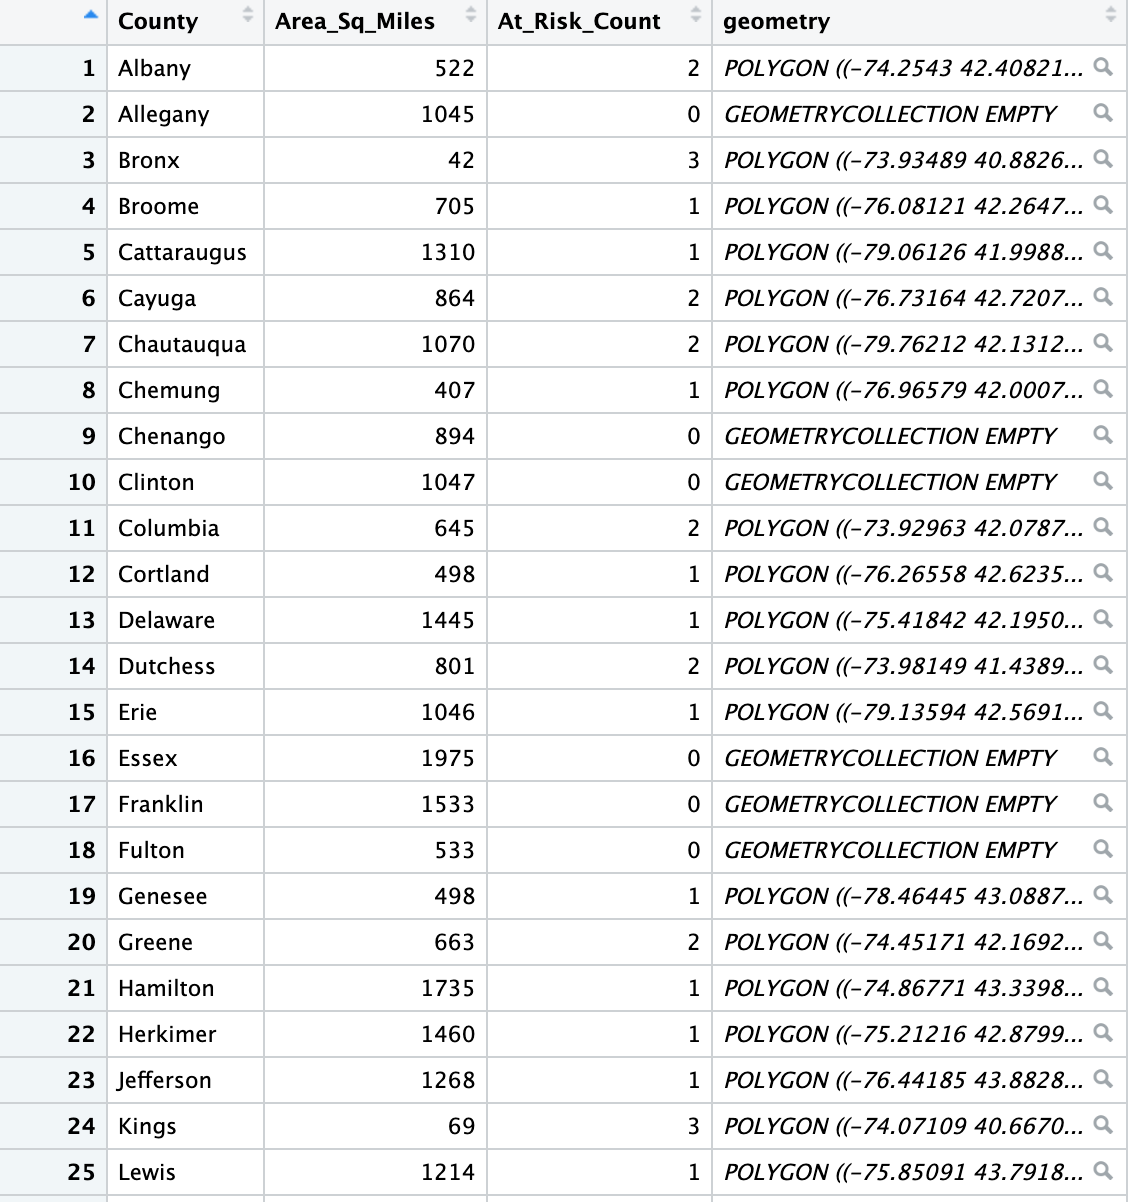 County Area_Sq_Miles At_Risk_Count geometry
1 Albany 522 2 POLYGON ((−74.2543 42.40821...
2 Allegany 1045 0 GEOMETRYCOLLECTION EMPTY
3 Bronx 42 3 POLYGON ((−73.93489 40.8826...
4 Broome 705 1 POLYGON ((−76.08121 42.2647...
5 Cattaraugus 1310 1 POLYGON ((−79.06126 41.9988...
6 Cayuga 864 2 POLYGON ((−76.73164 42.7207...
7 Chautauqua 1070 2 POLYGON ((−79.76212 42.1312...
8 Chemung 407 1 POLYGON ((−76.96579 42.0007...
9 Chenango 894 0 GEOMETRYCOLLECTION EMPTY
10 Clinton 1047 0 GEOMETRYCOLLECTION EMPTY
11 Columbia 645 2 POLYGON ((−73.92963 42.0787...
12 Cortland 498 1 POLYGON ((−76.26558 42.6235...
13 Delaware 1445 1 POLYGON ((−75.41842 42.1950...
14 Dutchess 801 2 POLYGON ((−73.98149 41.4389...
15 Erie 1046 1 POLYGON ((−79.13594 42.5691...
16 Essex 1975 0 GEOMETRYCOLLECTION EMPTY
17 Franklin 1533 0 GEOMETRYCOLLECTION EMPTY
18 Fulton 533 0 GEOMETRYCOLLECTION EMPTY
19 Genesee 498 1 POLYGON ((−78.46445 43.0887...
20 Greene 663 2 POLYGON ((−74.45171 42.1692...
21 Hamilton 1735 1 POLYGON ((−74.86771 43.3398...
22 Herkimer 1460 1 POLYGON ((−75.21216 42.8799...
23 Jefferson 1268 1 POLYGON ((−76.44185 43.8828...
24 Kings 69 3 POLYGON ((−74.07109 40.6670...
25 Lewis 1214 1 POLYGON ((−75.85091 43.7918...